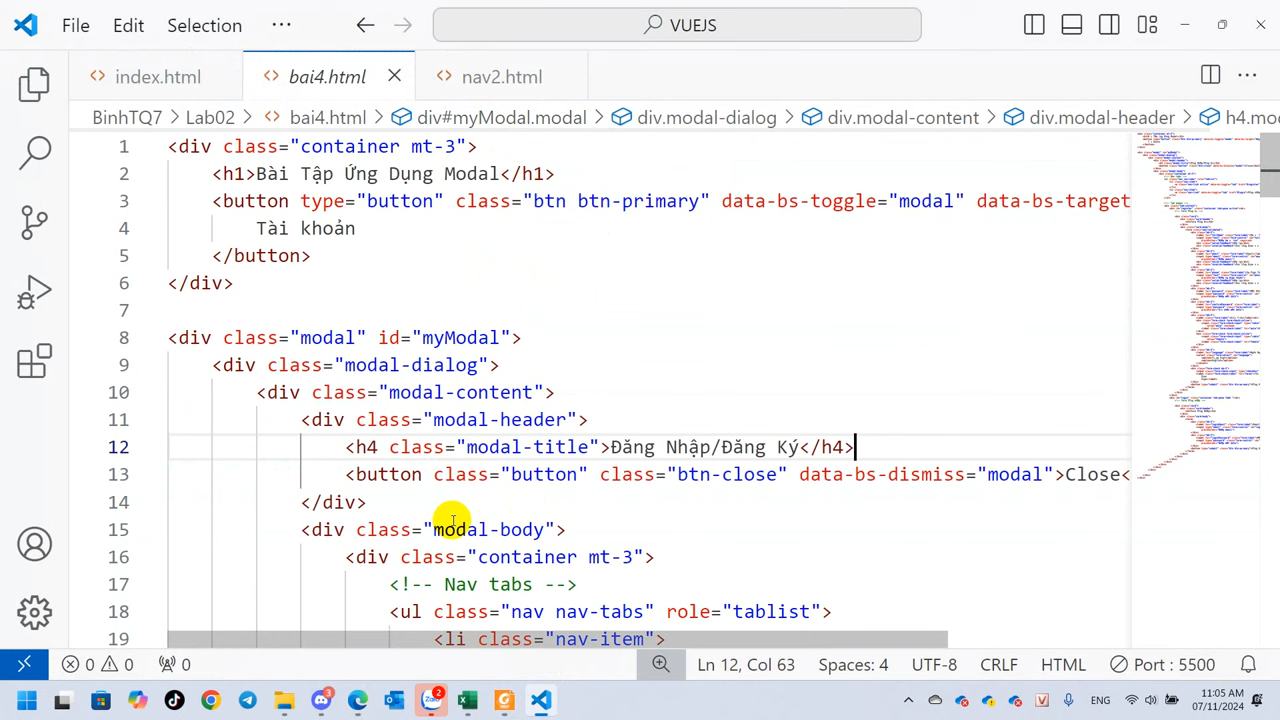 File Edit Selection ··· VUEJS
index.html bai4.html nav2.html ···
BinhTQ7 > Lab02 > bai4.html > div#myModal.modal > div.modal-dialog > div.modal-content > div.modal-header > h4.mo
1 <div class="container mt-3">
2 <h1>Bài Tập Ứng Dụng Modal</h1>
3 <button type="button" class="btn btn-primary" data-bs-toggle="modal" data-bs-target
4 Tài khoản
5 </button>
6 </div>
7
8 <div class="modal" id="myModal">
9 <div class="modal-dialog">
10 <div class="modal-content">
11 <div class="modal-header">
12 class="modal-title"> Nhập
13 <button class="button" class="btn-close" data-bs-dismiss="modal">Close<
14 </div>
15 <div class="modal-body">
16 <div class="container mt-3">
17 <!-- Nav tabs -->
18 <ul class="nav nav-tabs" role="tablist">
19 <li class="nav-item">
0 0 0 Ln 12, Col 63 Spaces: 4 UTF-8 CRLF HTML Port : 5500
3 Zalo 2 ENG 11:05 AM
07/11/2024